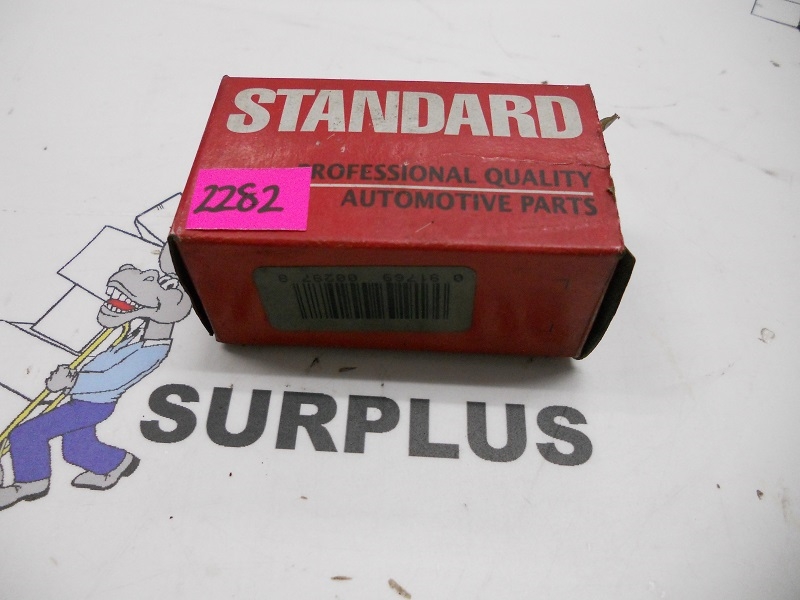 STANDARD
PROFESSIONAL QUALITY
AUTOMOTIVE PARTS
2282
SURPLUS